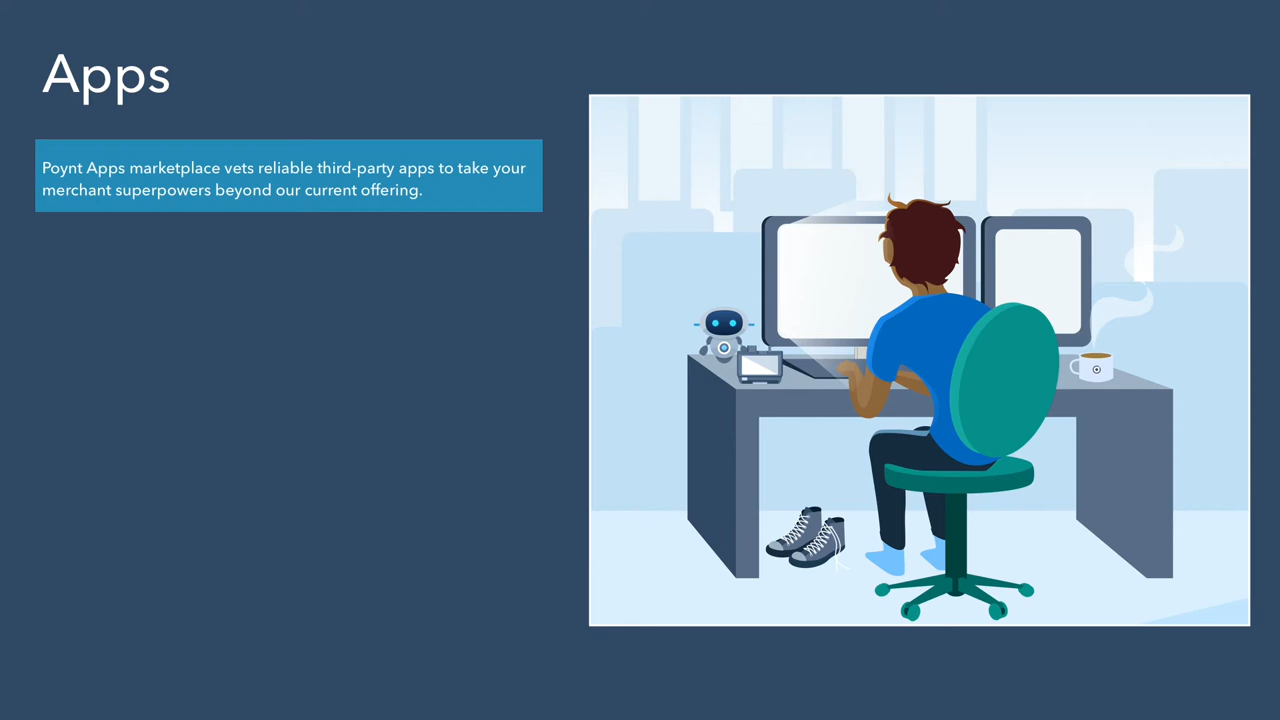 Apps
Poynt Apps marketplace vets reliable third-party apps to take your
merchant superpowers beyond our current offering.